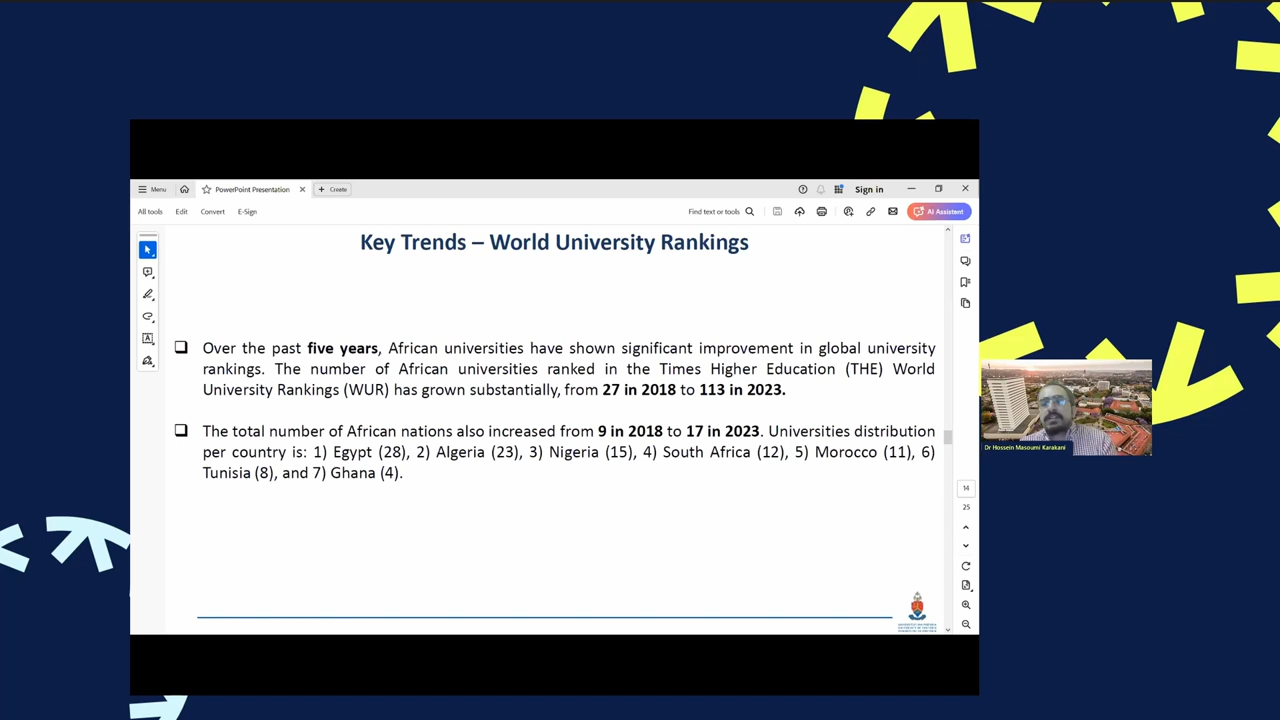 Menu
PowerPoint Presentation
Create
Sign in
All tools
Edit
Convert
E-Sign
Find text or tools
AI Assistant
Key Trends – World University Rankings
Over the past five years, African universities have shown significant improvement in global university
rankings. The number of African universities ranked in the Times Higher Education (THE) World
University Rankings (WUR) has grown substantially, from 27 in 2018 to 113 in 2023.
The total number of African nations also increased from 9 in 2018 to 17 in 2023. Universities distribution
per country is: 1) Egypt (28), 2) Algeria (23), 3) Nigeria (15), 4) South Africa (12), 5) Morocco (11), 6)
Tunisia (8), and 7) Ghana (4).
14
25
Dr Hossein Masoumi Karakani